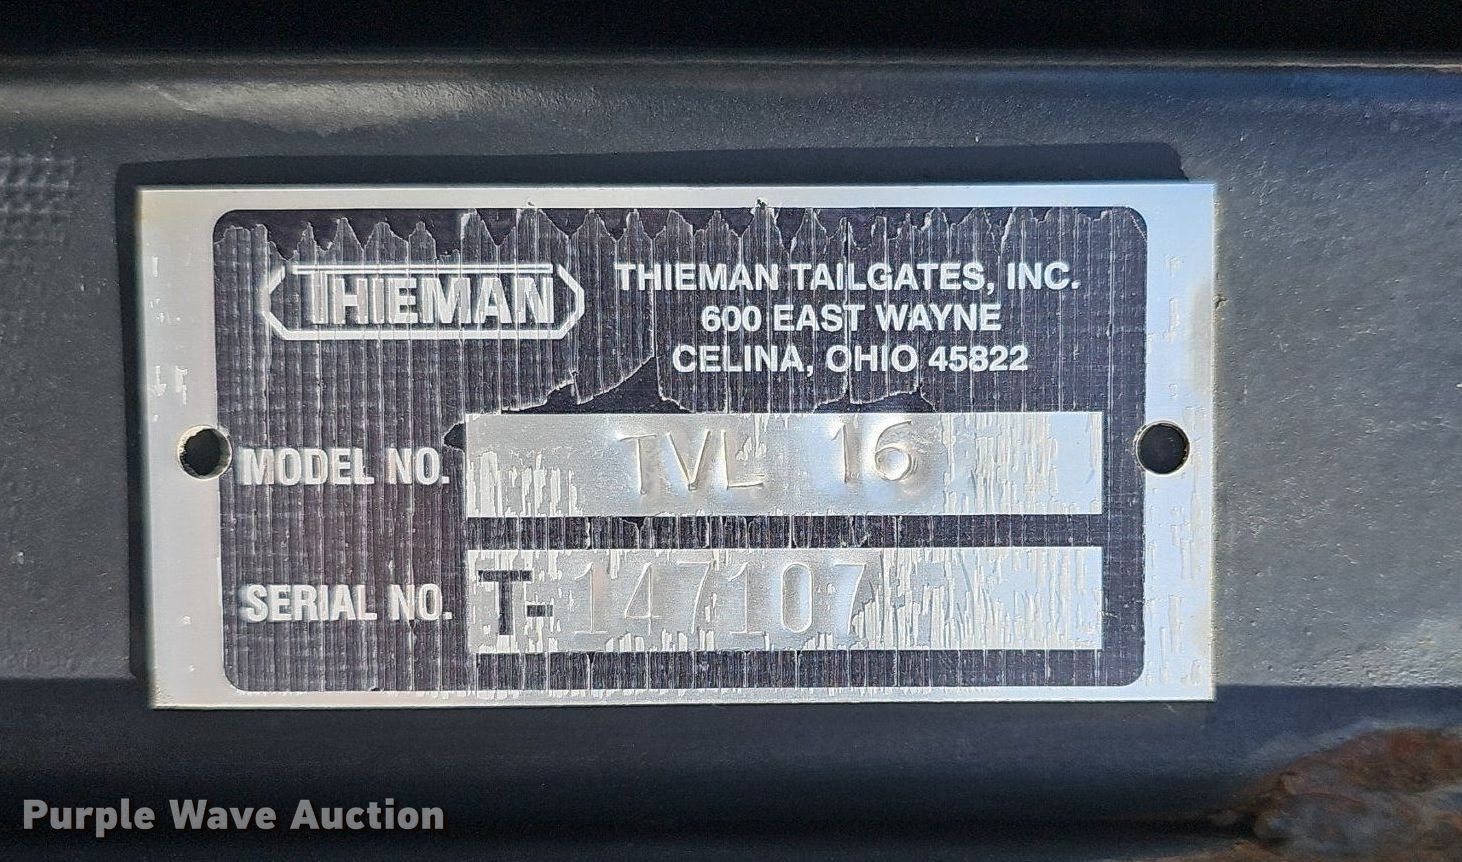 THIEMAN
THIEMAN TAILGATES, INC.
600 EAST WAYNE
CELINA, OHIO 45822
MODEL NO. TVL 16
SERIAL NO. T-147107
Purple Wave Auction